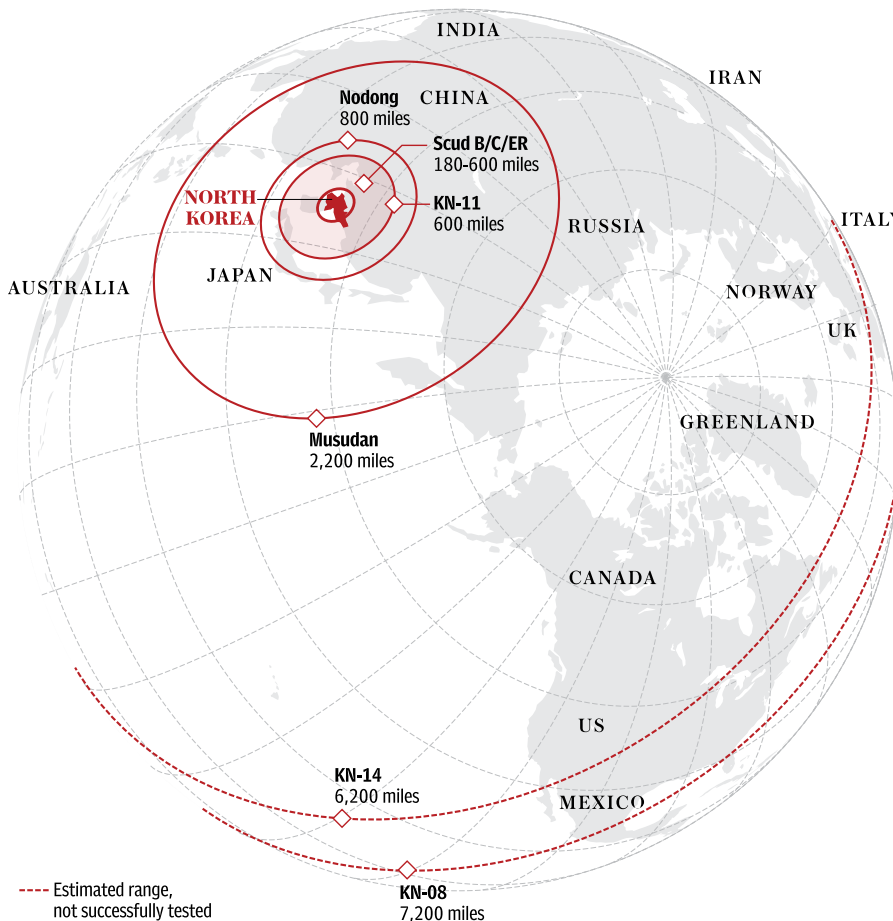 INDIA
IRAN
Nodong
800 miles
CHINA
Scud B/C/ER
180-600 miles
NORTH
KOREA
KN-11
600 miles
RUSSIA
ITALY
JAPAN
AUSTRALIA
NORWAY
UK
GREENLAND
Musudan
2,200 miles
CANADA
US
KN-14
6,200 miles
MEXICO
KN-08
7,200 miles
Estimated range,
not successfully tested